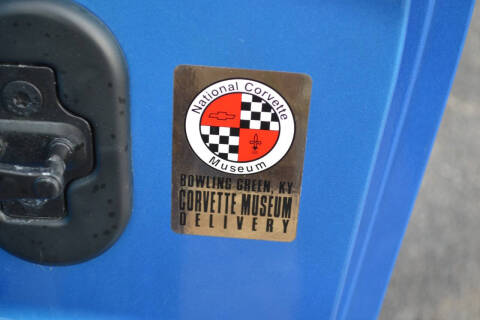 National Corvette
Museum
BOWLING GREEN, KY
CORVETTE MUSEUM
DELIVERY